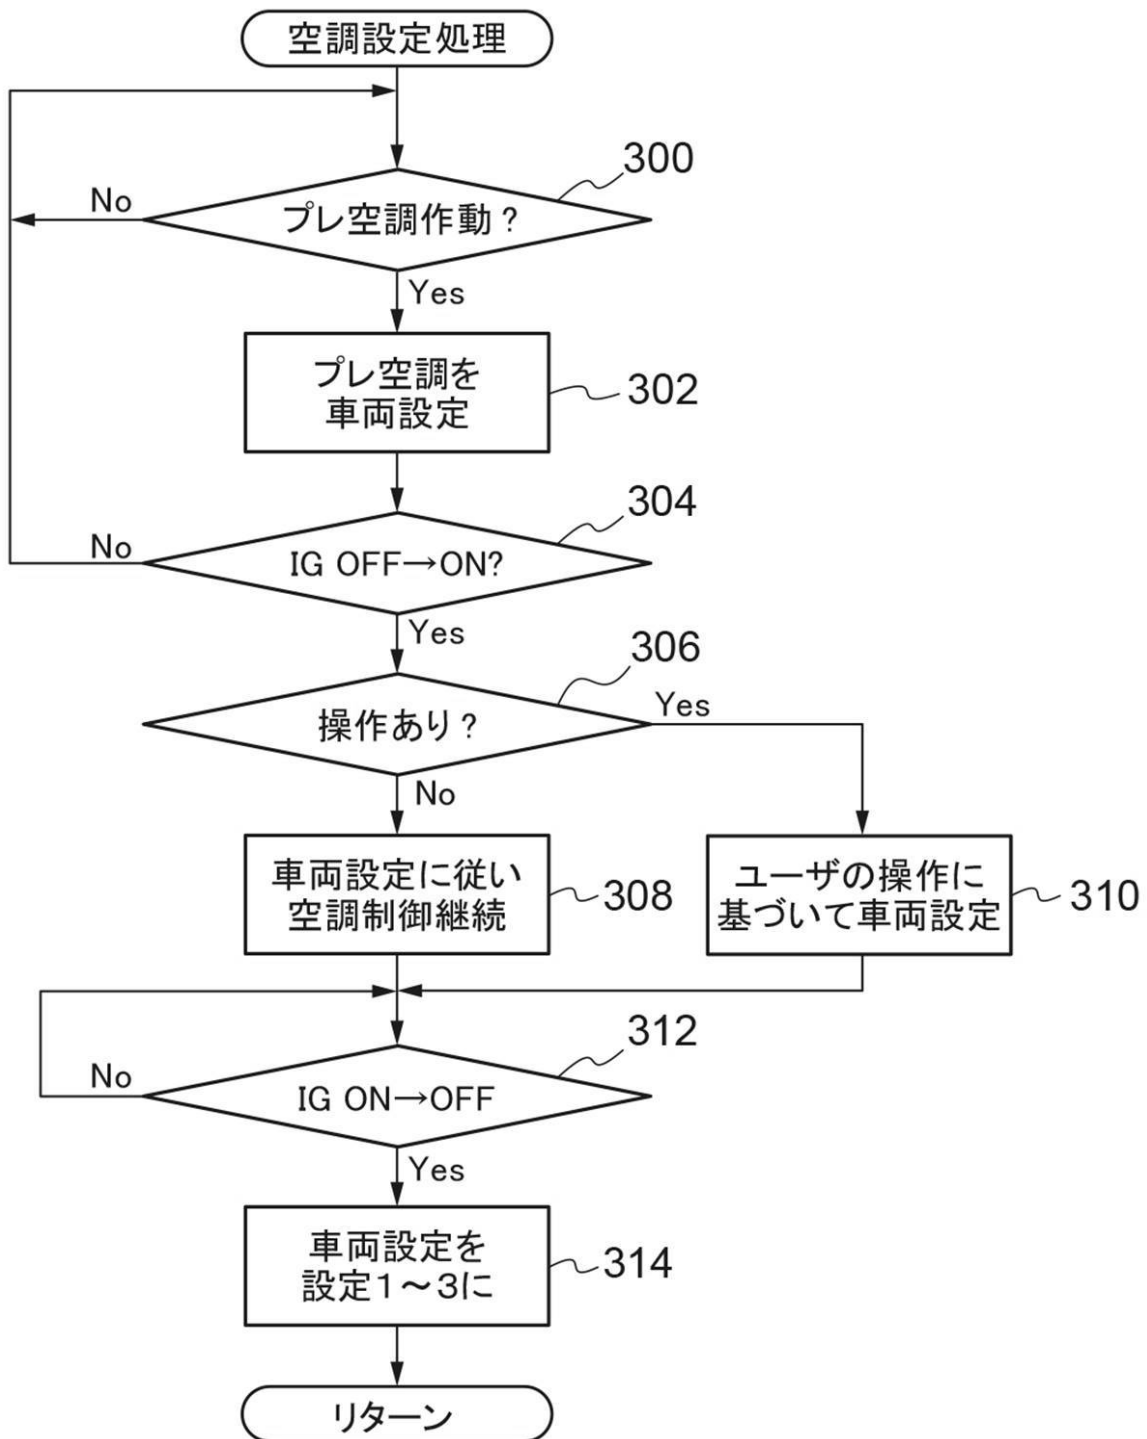 空調設定処理
300
No
プレ空調作動？
Yes
プレ空調を
車両設定
302
304
No
IG OFF→ON?
Yes
306
操作あり？
Yes
No
車両設定に従い
空調制御継続
308
ユーザの操作に
基づいて車両設定
310
312
No
IG ON→OFF
Yes
車両設定を
設定１～３に
314
リターン